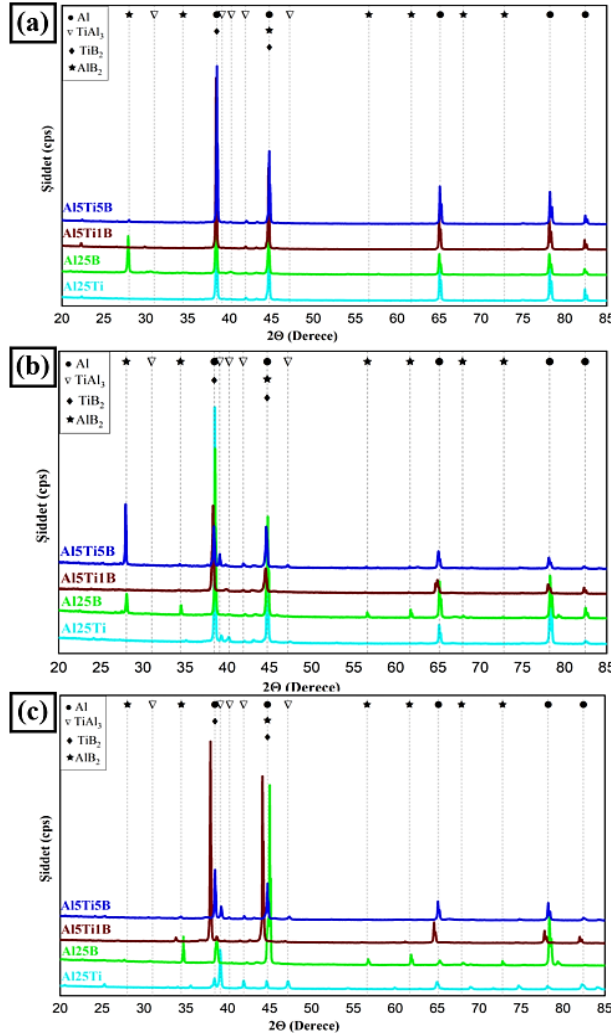 (a)
● Al
▽ TiAl₃
♦ TiB₂
★ AlB₂
Şiddet (cps)
Al5Ti5B
Al5Ti1B
Al25B
Al25Ti
20 25 30 35 40 45 50 55 60 65 70 75 80 85
2Θ (Derece)
(b)
● Al
▽ TiAl₃
♦ TiB₂
★ AlB₂
Şiddet (cps)
Al5Ti5B
Al5Ti1B
Al25B
Al25Ti
20 25 30 35 40 45 50 55 60 65 70 75 80 85
2Θ (Derece)
(c)
● Al
▽ TiAl₃
♦ TiB₂
★ AlB₂
Şiddet (cps)
Al5Ti5B
Al5Ti1B
Al25B
Al25Ti
20 25 30 35 40 45 50 55 60 65 70 75 80 85
2Θ (Derece)